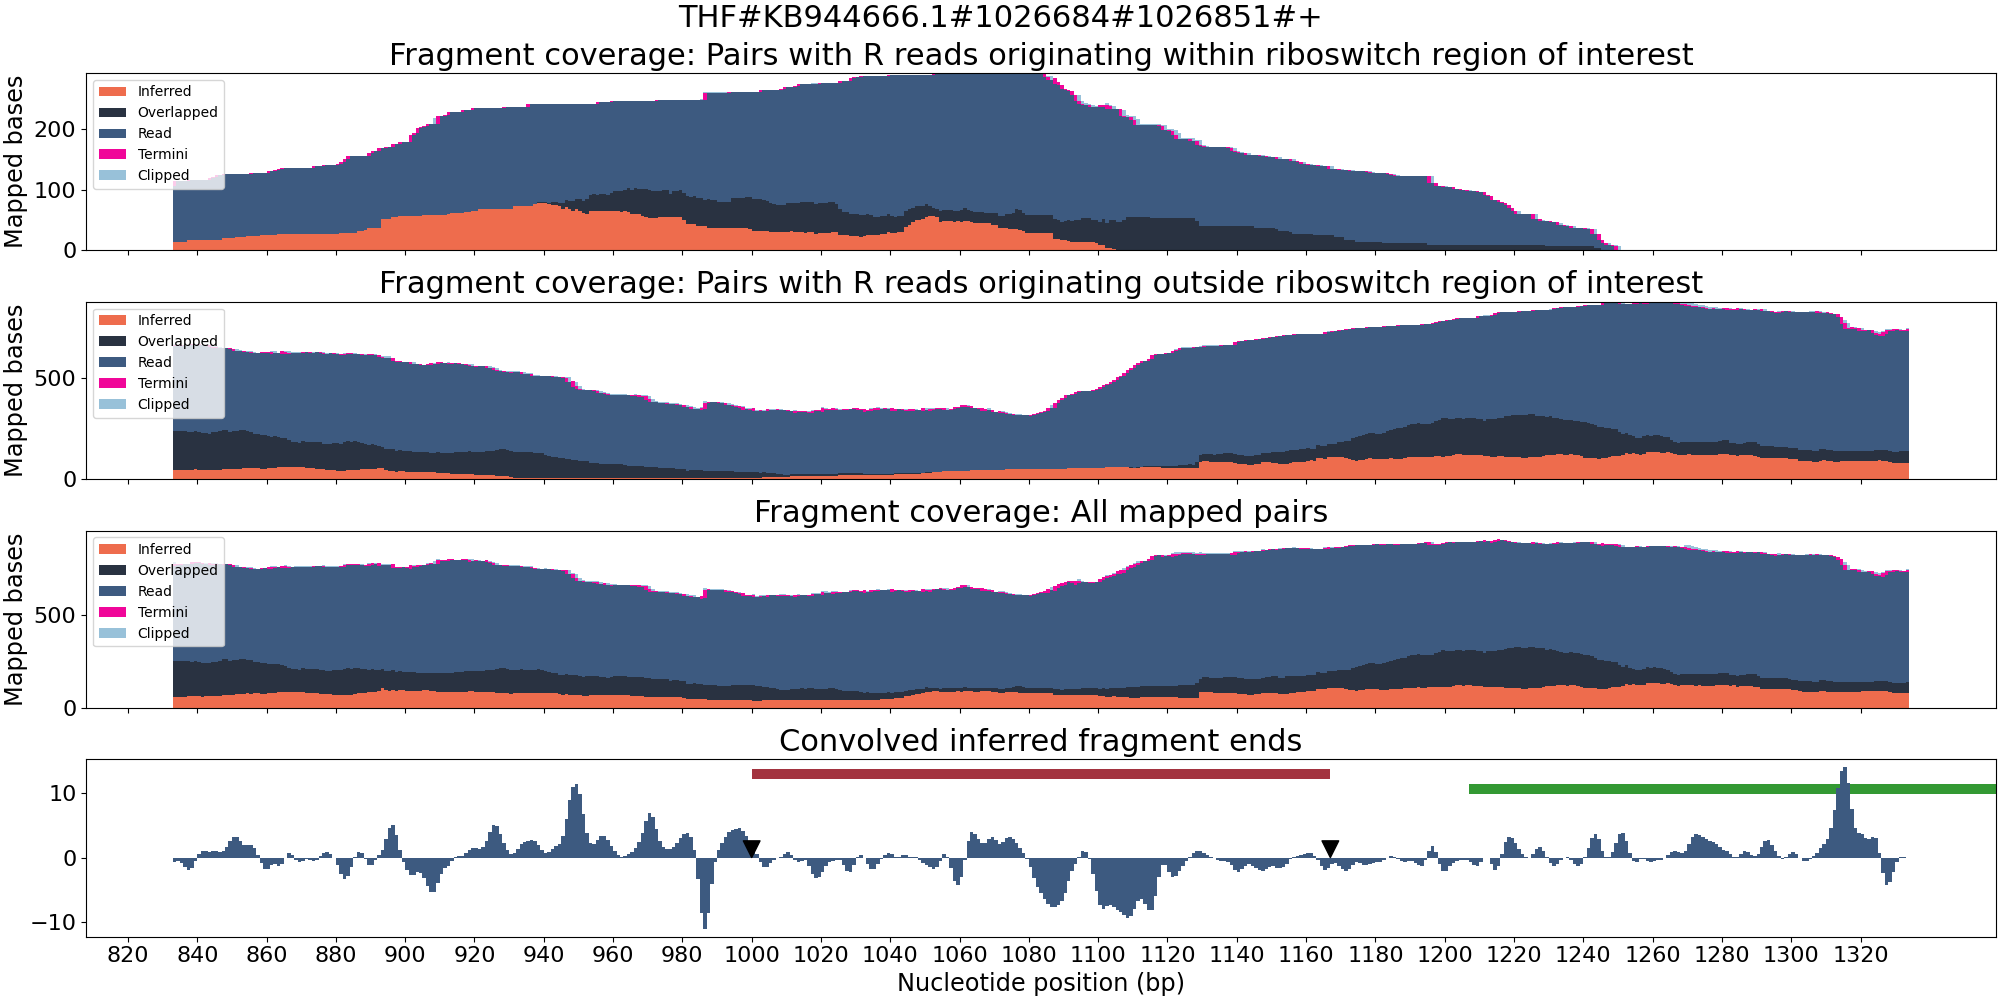 THF#KB944666.1#1026684#1026851#+
Fragment coverage: Pairs with R reads originating within riboswitch region of interest
Mapped bases
200
100
0
Inferred
Overlapped
Read
Termini
Clipped
Fragment coverage: Pairs with R reads originating outside riboswitch region of interest
Mapped bases
500
0
Inferred
Overlapped
Read
Termini
Clipped
Fragment coverage: All mapped pairs
Mapped bases
500
0
Inferred
Overlapped
Read
Termini
Clipped
Convolved inferred fragment ends
10
0
−10
820 840 860 880 900 920 940 960 980 1000 1020 1040 1060 1080 1100 1120 1140 1160 1180 1200 1220 1240 1260 1280 1300 1320
Nucleotide position (bp)